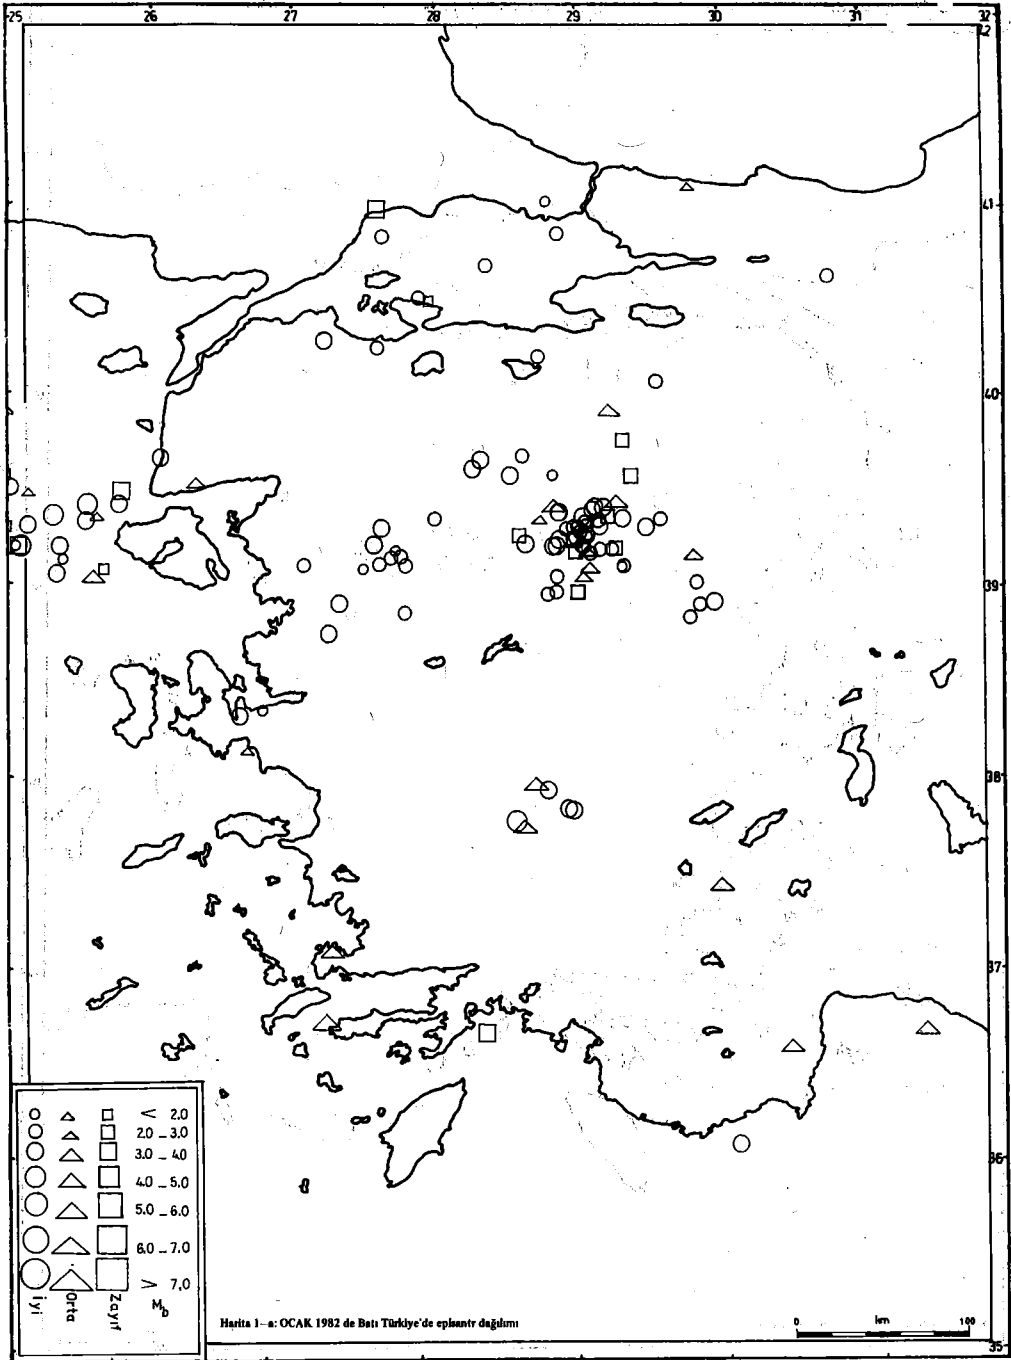 25 26 27 28 29 30 31 32
42
41
40
39
38
37
36
35
< 2.0
2.0 – 3.0
3.0 – 4.0
4.0 – 5.0
5.0 – 6.0
6.0 – 7.0
> 7.0
İyi Orta Zayıf Mb
Harita 1–a: OCAK 1982 de Batı Türkiye'de episantr dağılımı
0 km 100